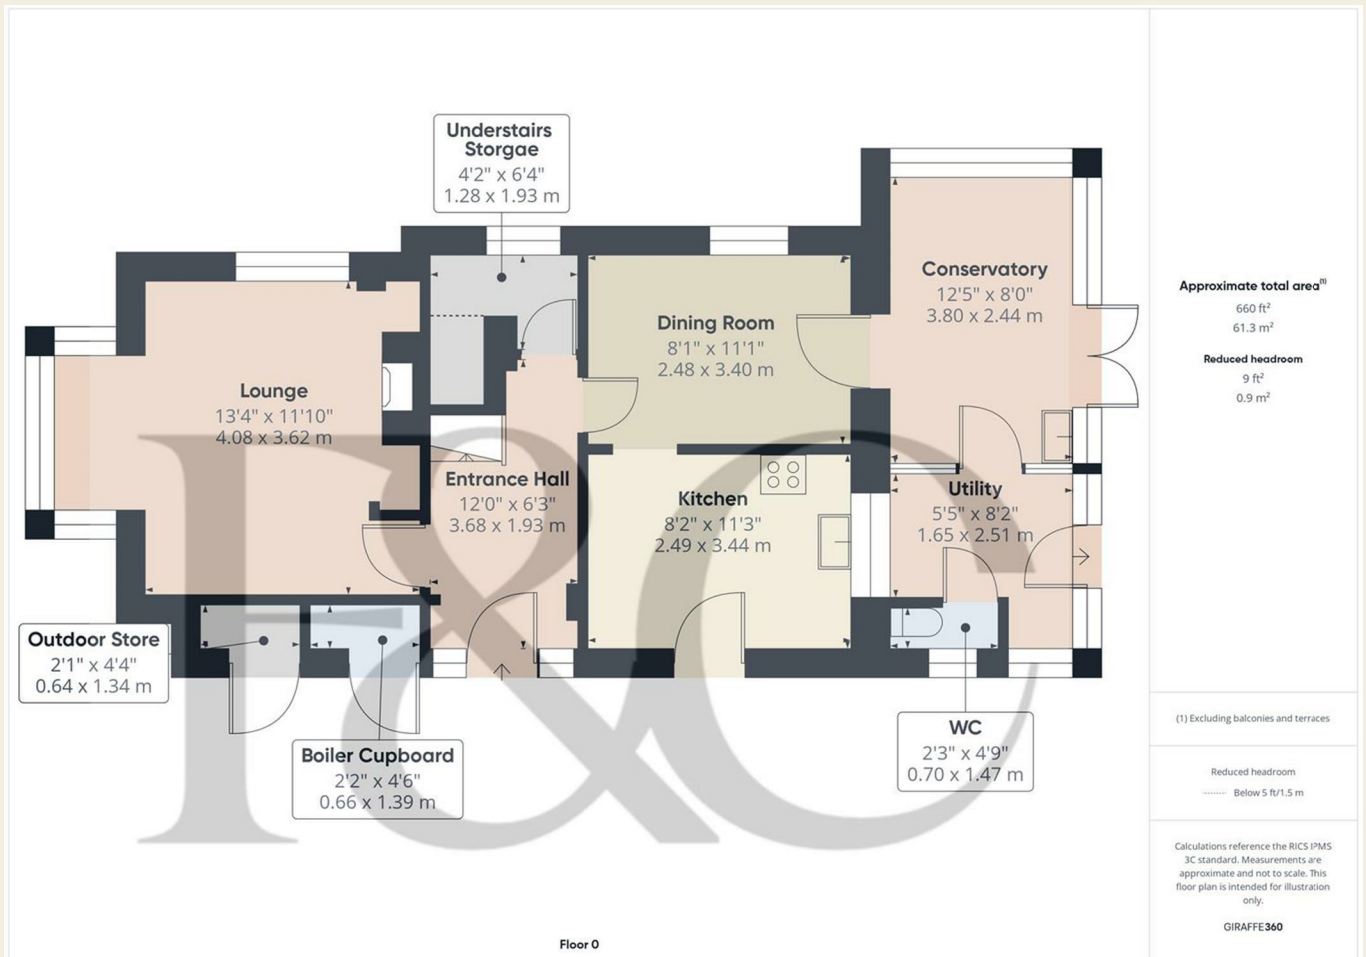 Understairs
Storgae
4'2" x 6'4"
1.28 x 1.93 m
Conservatory
12'5" x 8'0"
3.80 x 2.44 m
Dining Room
8'1" x 11'1"
2.48 x 3.40 m
Lounge
13'4" x 11'10"
4.08 x 3.62 m
Entrance Hall
12'0" x 6'3"
3.68 x 1.93 m
Kitchen
8'2" x 11'3"
2.49 x 3.44 m
Utility
5'5" x 8'2"
1.65 x 2.51 m
Outdoor Store
2'1" x 4'4"
0.64 x 1.34 m
Boiler Cupboard
2'2" x 4'6"
0.66 x 1.39 m
WC
2'3" x 4'9"
0.70 x 1.47 m
F&C
Floor 0
Approximate total area(1)
660 ft²
61.3 m²
Reduced headroom
9 ft²
0.9 m²
(1) Excluding balconies and terraces
Reduced headroom
Below 5 ft/1.5 m
Calculations reference the RICS IPMS
3C standard. Measurements are
approximate and not to scale. This
floor plan is intended for illustration
only.
GIRAFFE360